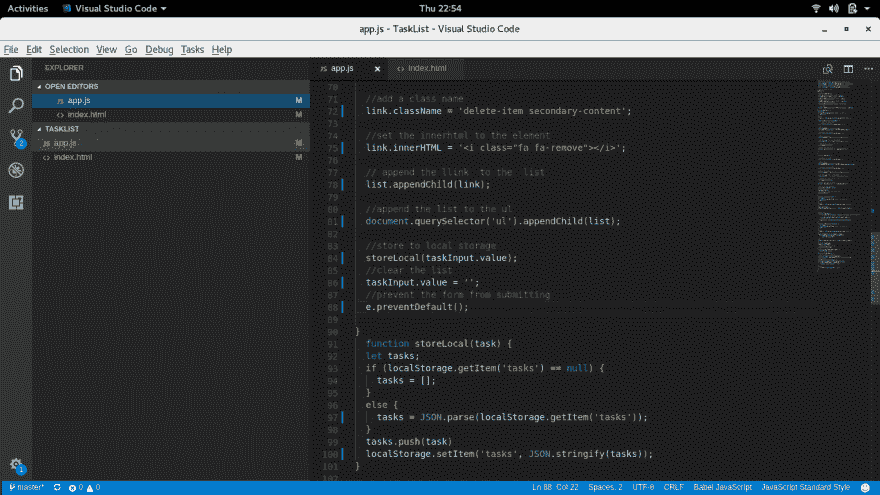 Activities Visual Studio Code Thu 22:54
app.js - TaskList - Visual Studio Code
File Edit Selection View Go Debug Tasks Help
EXPLORER
OPEN EDITORS
app.js M
index.html M
TASKLIST
app.js M
index.html M
2
1
app.js × index.html
70
71 //add a class name
72 link.className = 'delete-item secondary-content';
73
74 //set the innerhtml to the element
75 link.innerHTML = '<i class="fa fa-remove"></i>';
76
77 // append the llink to the list
78 list.appendChild(link);
79
80 //append the list to the ul
81 document.querySelector('ul').appendChild(list);
82
83 //store to local storage
84 storeLocal(taskInput.value);
85 //clear the list
86 taskInput.value = '';
87 //prevent the form from submitting
88 e.preventDefault();
89
90 }
91 function storeLocal(task) {
92 let tasks;
93 if (localStorage.getItem('tasks') == null) {
94 tasks = [];
95 }
96 else {
97 tasks = JSON.parse(localStorage.getItem('tasks'));
98 }
99 tasks.push(task)
100 localStorage.setItem('tasks', JSON.stringify(tasks));
101 }
102
master* 0 0 Ln 88, Col 22 Spaces: 2 UTF-8 CRLF Babel JavaScript JavaScript Standard Style